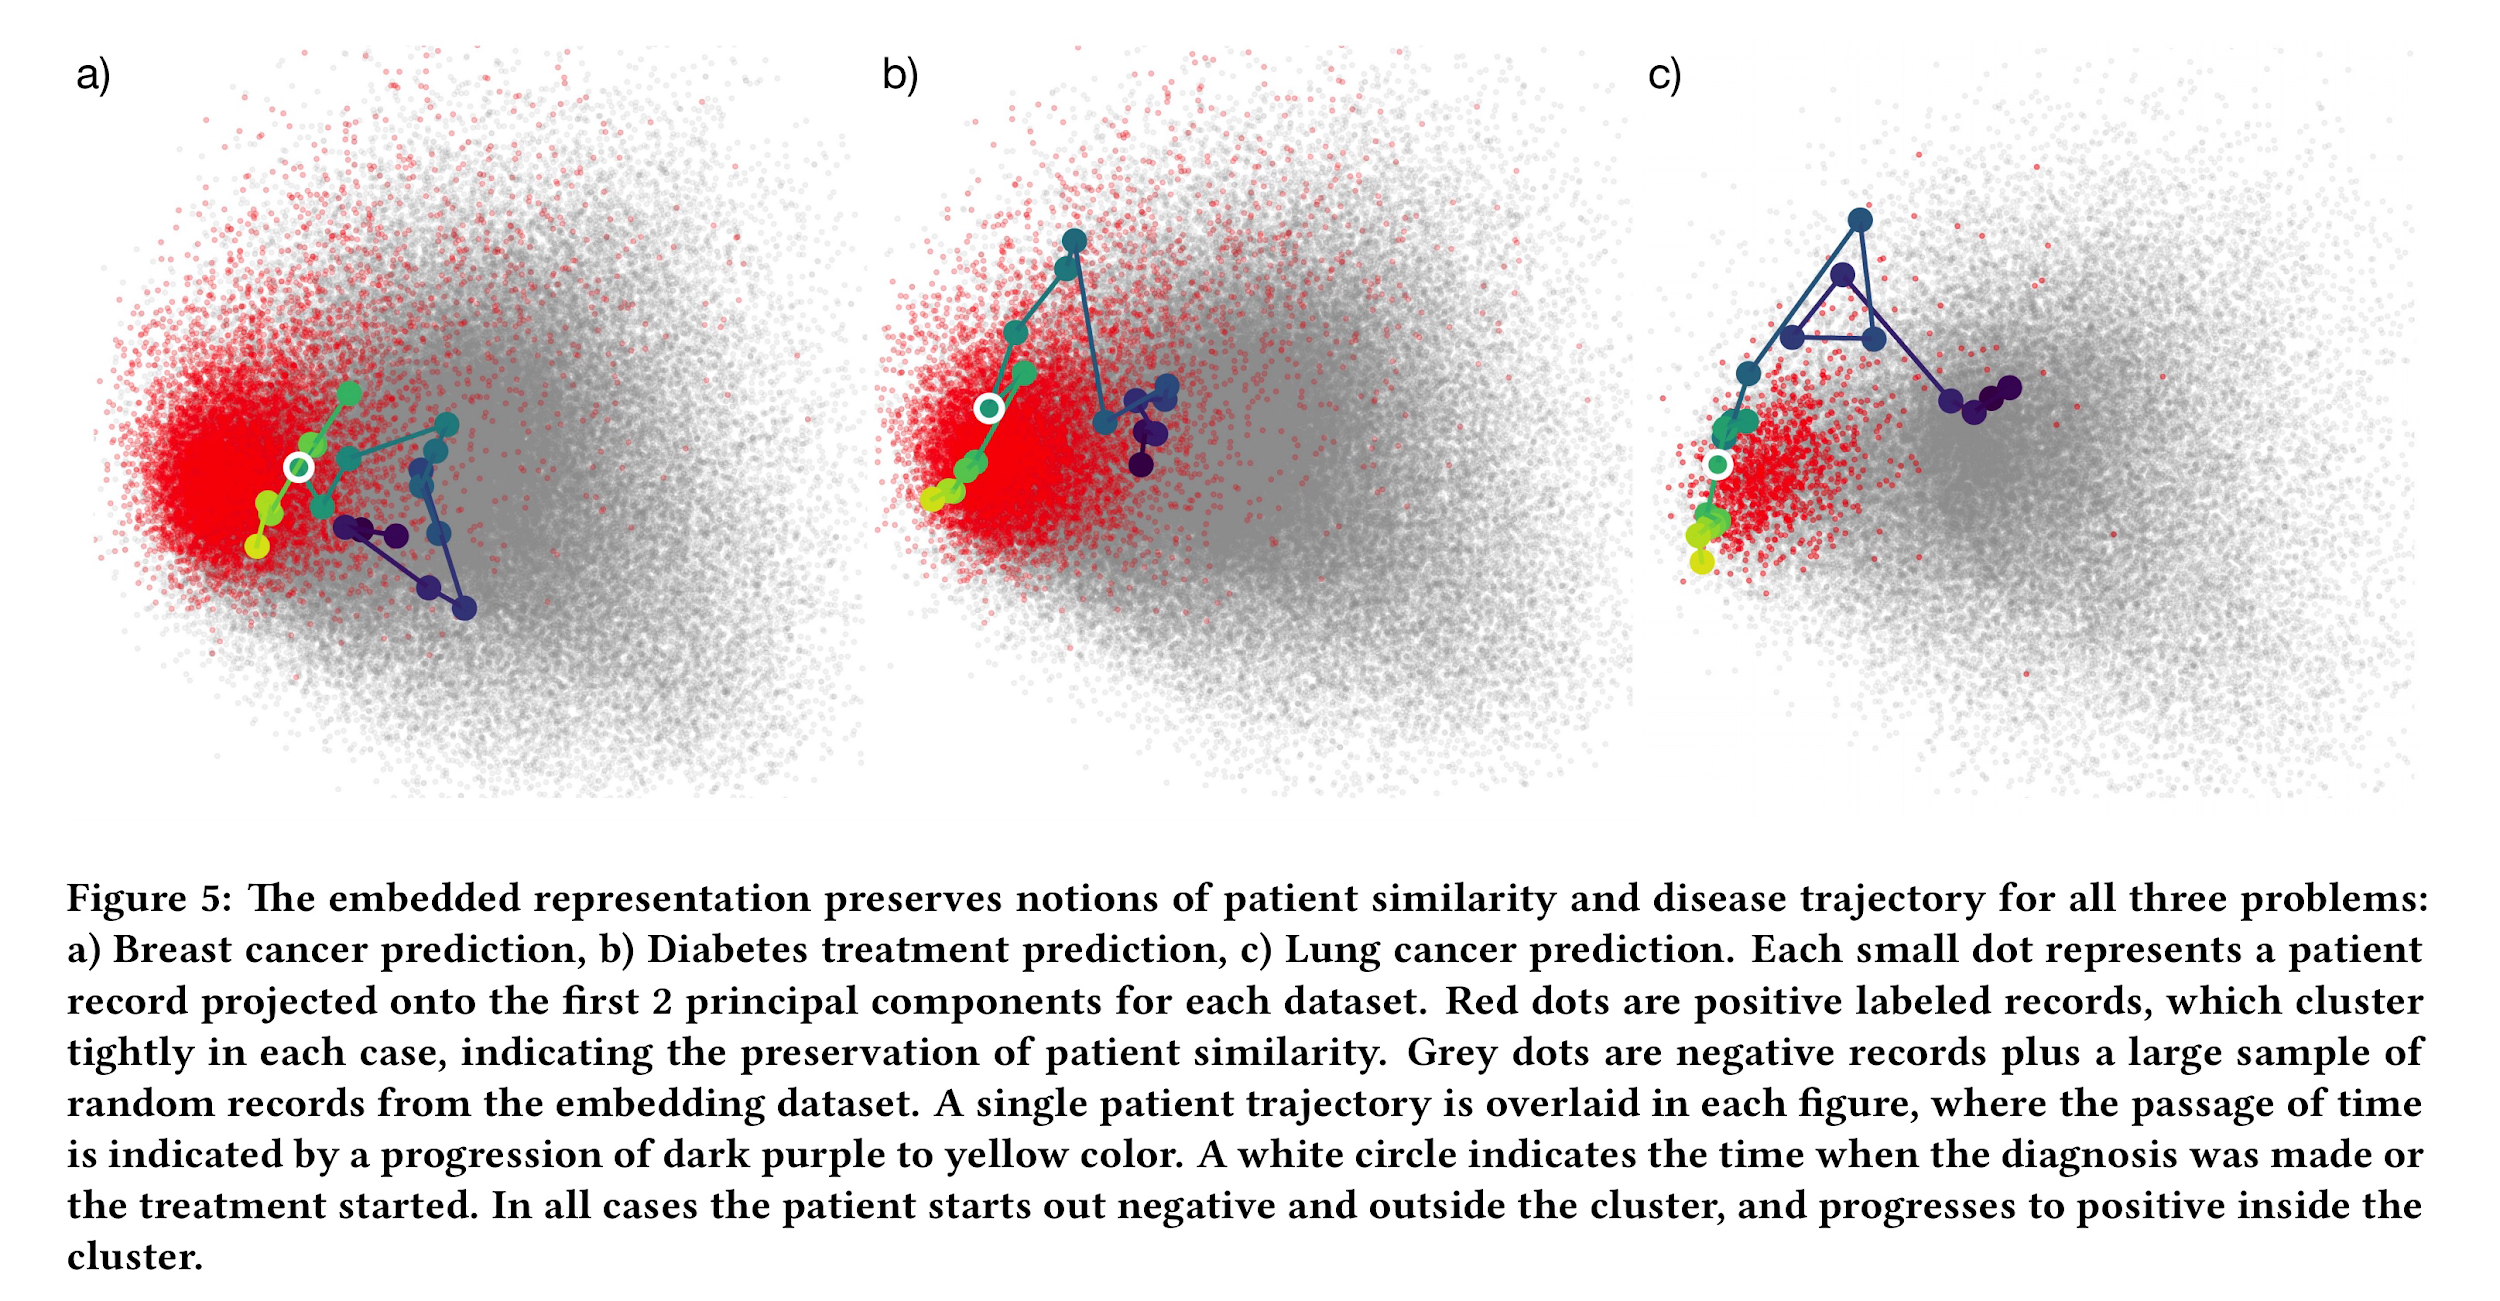 a)
b)
c)
Figure 5: The embedded representation preserves notions of patient similarity and disease trajectory for all three problems:
a) Breast cancer prediction, b) Diabetes treatment prediction, c) Lung cancer prediction. Each small dot represents a patient
record projected onto the first 2 principal components for each dataset. Red dots are positive labeled records, which cluster
tightly in each case, indicating the preservation of patient similarity. Grey dots are negative records plus a large sample of
random records from the embedding dataset. A single patient trajectory is overlaid in each figure, where the passage of time
is indicated by a progression of dark purple to yellow color. A white circle indicates the time when the diagnosis was made or
the treatment started. In all cases the patient starts out negative and outside the cluster, and progresses to positive inside the
cluster.